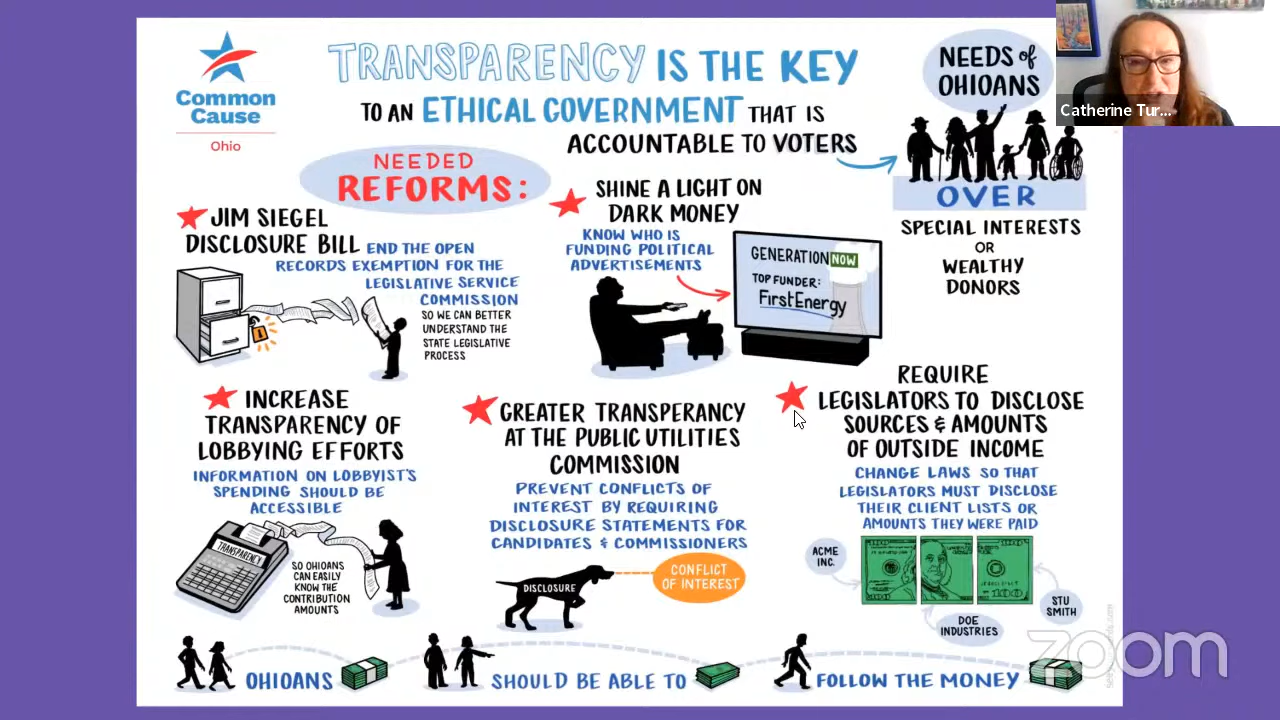 Common
Cause
Ohio
TRANSPARENCY IS THE KEY
TO AN ETHICAL GOVERNMENT THAT IS
ACCOUNTABLE TO VOTERS
NEEDS of
OHIOANS
OVER
SPECIAL INTERESTS
OR
WEALTHY
DONORS
Catherine Tur...
NEEDED
REFORMS:
JIM SIEGEL
DISCLOSURE BILL
END THE OPEN
RECORDS EXEMPTION FOR THE
LEGISLATIVE SERVICE
COMMISSION
SO WE CAN BETTER
UNDERSTAND THE
STATE LEGISLATIVE
PROCESS
SHINE A LIGHT ON
DARK MONEY
KNOW WHO IS
FUNDING POLITICAL
ADVERTISEMENTS
GENERATION NOW
TOP FUNDER:
FirstEnergy
INCREASE
TRANSPARENCY OF
LOBBYING EFFORTS
INFORMATION ON LOBBYIST'S
SPENDING SHOULD BE
ACCESSIBLE
TRANSPARENCY
SO OHIOANS
CAN EASILY
KNOW THE
CONTRIBUTION
AMOUNTS
GREATER TRANSPERANCY
AT THE PUBLIC UTILITIES
COMMISSION
PREVENT CONFLICTS OF
INTEREST BY REQUIRING
DISCLOSURE STATEMENTS FOR
CANDIDATES & COMMISSIONERS
DISCLOSURE
CONFLICT
OF INTEREST
REQUIRE
LEGISLATORS TO DISCLOSE
SOURCES & AMOUNTS
OF OUTSIDE INCOME
CHANGE LAWS SO THAT
LEGISLATORS MUST DISCLOSE
THEIR CLIENT LISTS OR
AMOUNTS THEY WERE PAID
ACME
INC.
100
DOE
INDUSTRIES
STU
SMITH
OHIOANS
SHOULD BE ABLE TO
FOLLOW THE MONEY
zoom